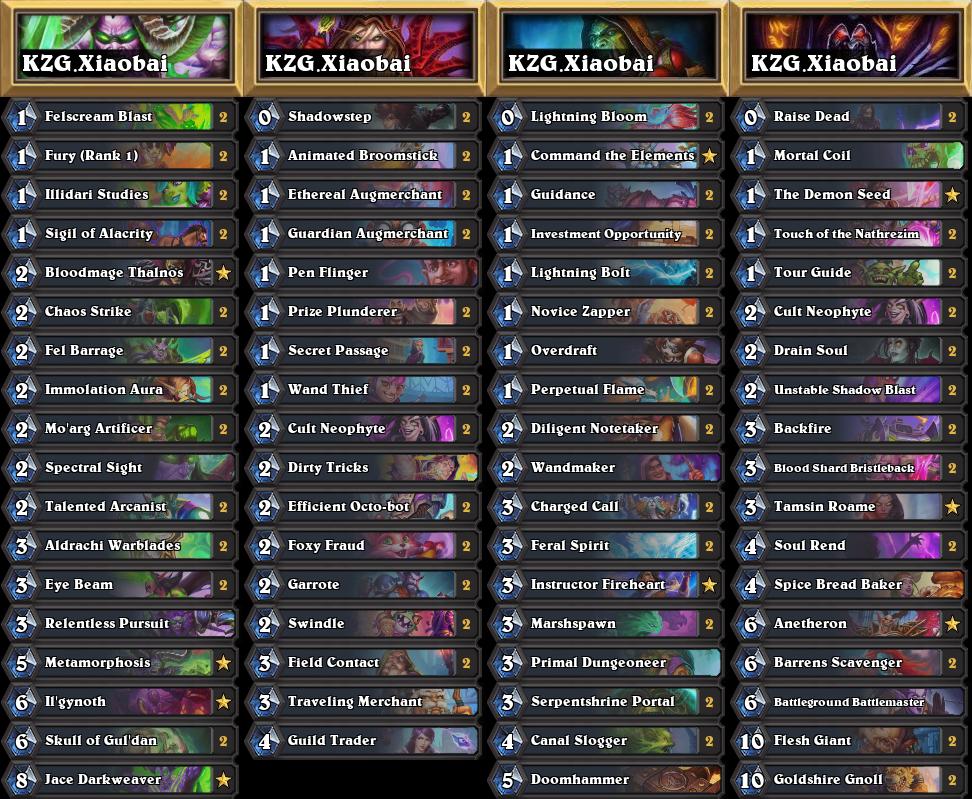 KZG.Xiaobai
1 Felscream Blast 2
1 Fury (Rank 1) 2
1 Illidari Studies 2
1 Sigil of Alacrity 2
2 Bloodmage Thalnos
2 Chaos Strike 2
2 Fel Barrage 2
2 Immolation Aura 2
2 Mo'arg Artificer 2
2 Spectral Sight
2 Talented Arcanist 2
3 Aldrachi Warblades 2
3 Eye Beam 2
3 Relentless Pursuit
5 Metamorphosis
6 Il'gynoth
6 Skull of Gul'dan 2
8 Jace Darkweaver
KZG.Xiaobai
0 Shadowstep 2
1 Animated Broomstick 2
1 Ethereal Augmerchant 2
1 Guardian Augmerchant 2
1 Pen Flinger
1 Prize Plunderer 2
1 Secret Passage 2
1 Wand Thief 2
2 Cult Neophyte 2
2 Dirty Tricks
2 Efficient Octo-bot 2
2 Foxy Fraud 2
2 Garrote 2
2 Swindle 2
3 Field Contact 2
3 Traveling Merchant
4 Guild Trader
KZG.Xiaobai
0 Lightning Bloom 2
1 Command the Elements
1 Guidance 2
1 Investment Opportunity 2
1 Lightning Bolt 2
1 Novice Zapper 2
1 Overdraft
1 Perpetual Flame 2
2 Diligent Notetaker 2
2 Wandmaker
3 Charged Call 2
3 Feral Spirit 2
3 Instructor Fireheart
3 Marshspawn 2
3 Primal Dungeoneer
3 Serpentshrine Portal 2
4 Canal Slogger 2
5 Doomhammer
KZG.Xiaobai
0 Raise Dead 2
1 Mortal Coil
1 The Demon Seed
1 Touch of the Nathrezim 2
1 Tour Guide 2
2 Cult Neophyte 2
2 Drain Soul 2
2 Unstable Shadow Blast 2
3 Backfire 2
3 Blood Shard Bristleback 2
3 Tamsin Roame
4 Soul Rend 2
4 Spice Bread Baker
6 Anetheron
6 Barrens Scavenger 2
6 Battleground Battlemaster
10 Flesh Giant 2
10 Goldshire Gnoll 2